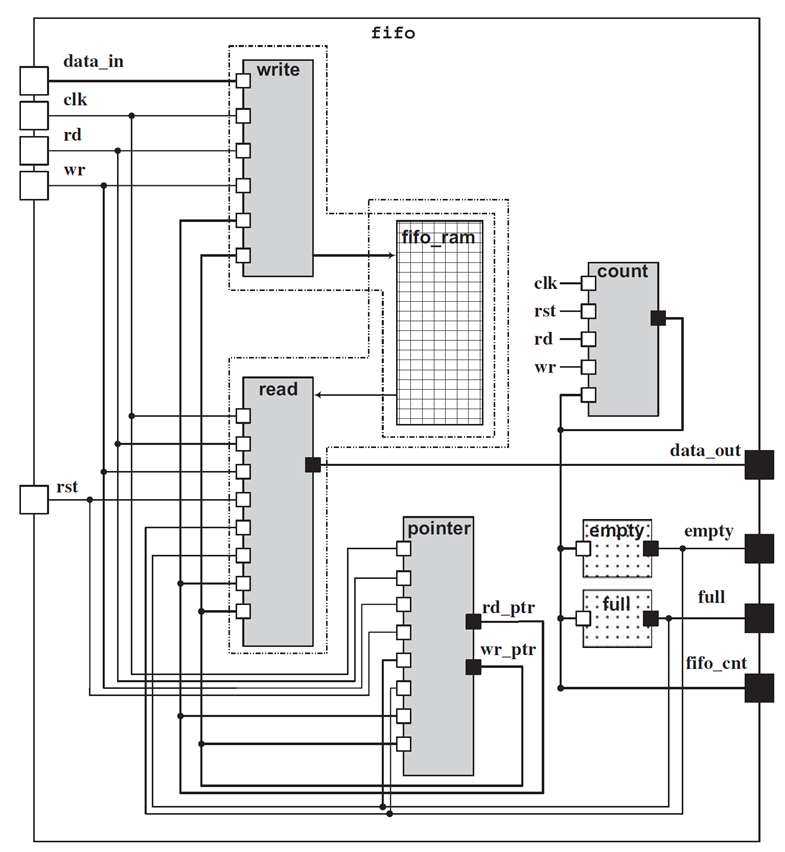 fifo
data_in
write
clk
rd
wr
fifo_ram
count
clk
rst
rd
wr
read
data_out
rst
pointer
empty
empty
rd_ptr
full
full
wr_ptr
fifo_cnt